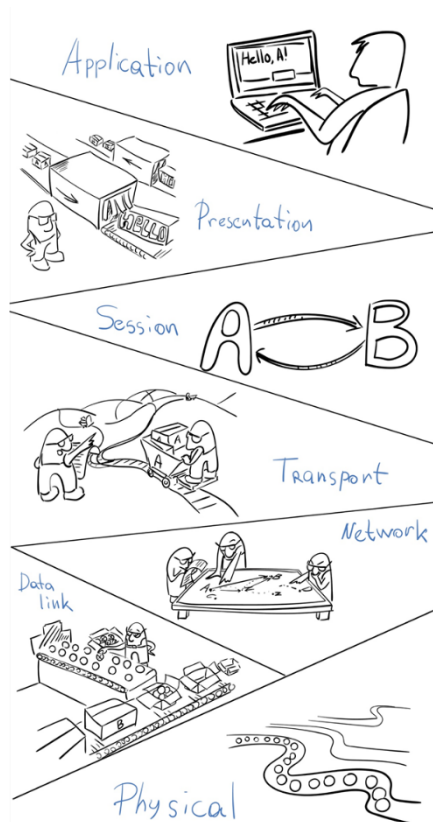 Application
Hello, A!
HELLO
Presentation
Session
A
B
Transport
A
A
Network
Data
link
B
Physical